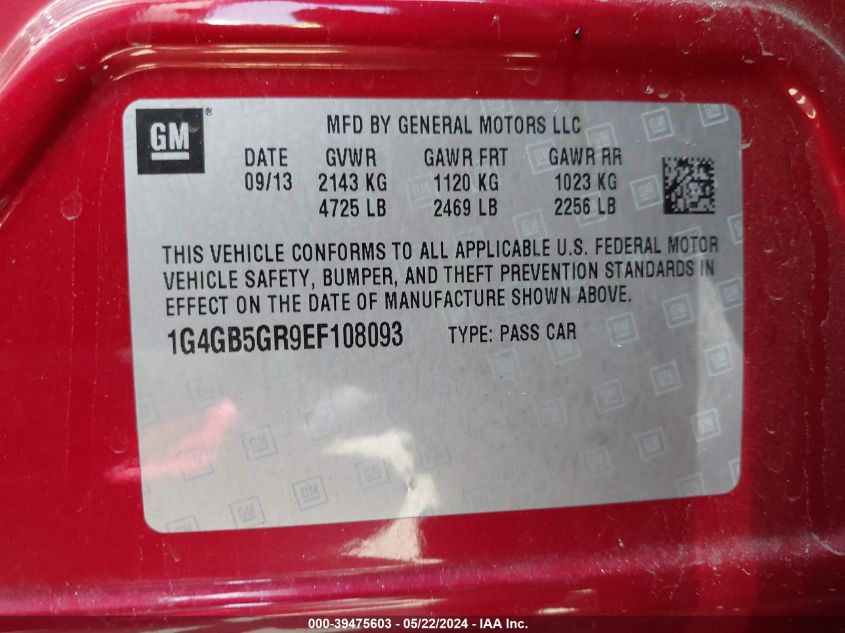 GM ®
MFD BY GENERAL MOTORS LLC
DATE GVWR GAWR FRT GAWR RR
09/13 2143 KG 1120 KG 1023 KG
4725 LB 2469 LB 2256 LB
THIS VEHICLE CONFORMS TO ALL APPLICABLE U.S. FEDERAL MOTOR
VEHICLE SAFETY, BUMPER, AND THEFT PREVENTION STANDARDS IN
EFFECT ON THE DATE OF MANUFACTURE SHOWN ABOVE.
1G4GB5GR9EF108093 TYPE: PASS CAR
000-39475603 - 05/22/2024 - IAA Inc.